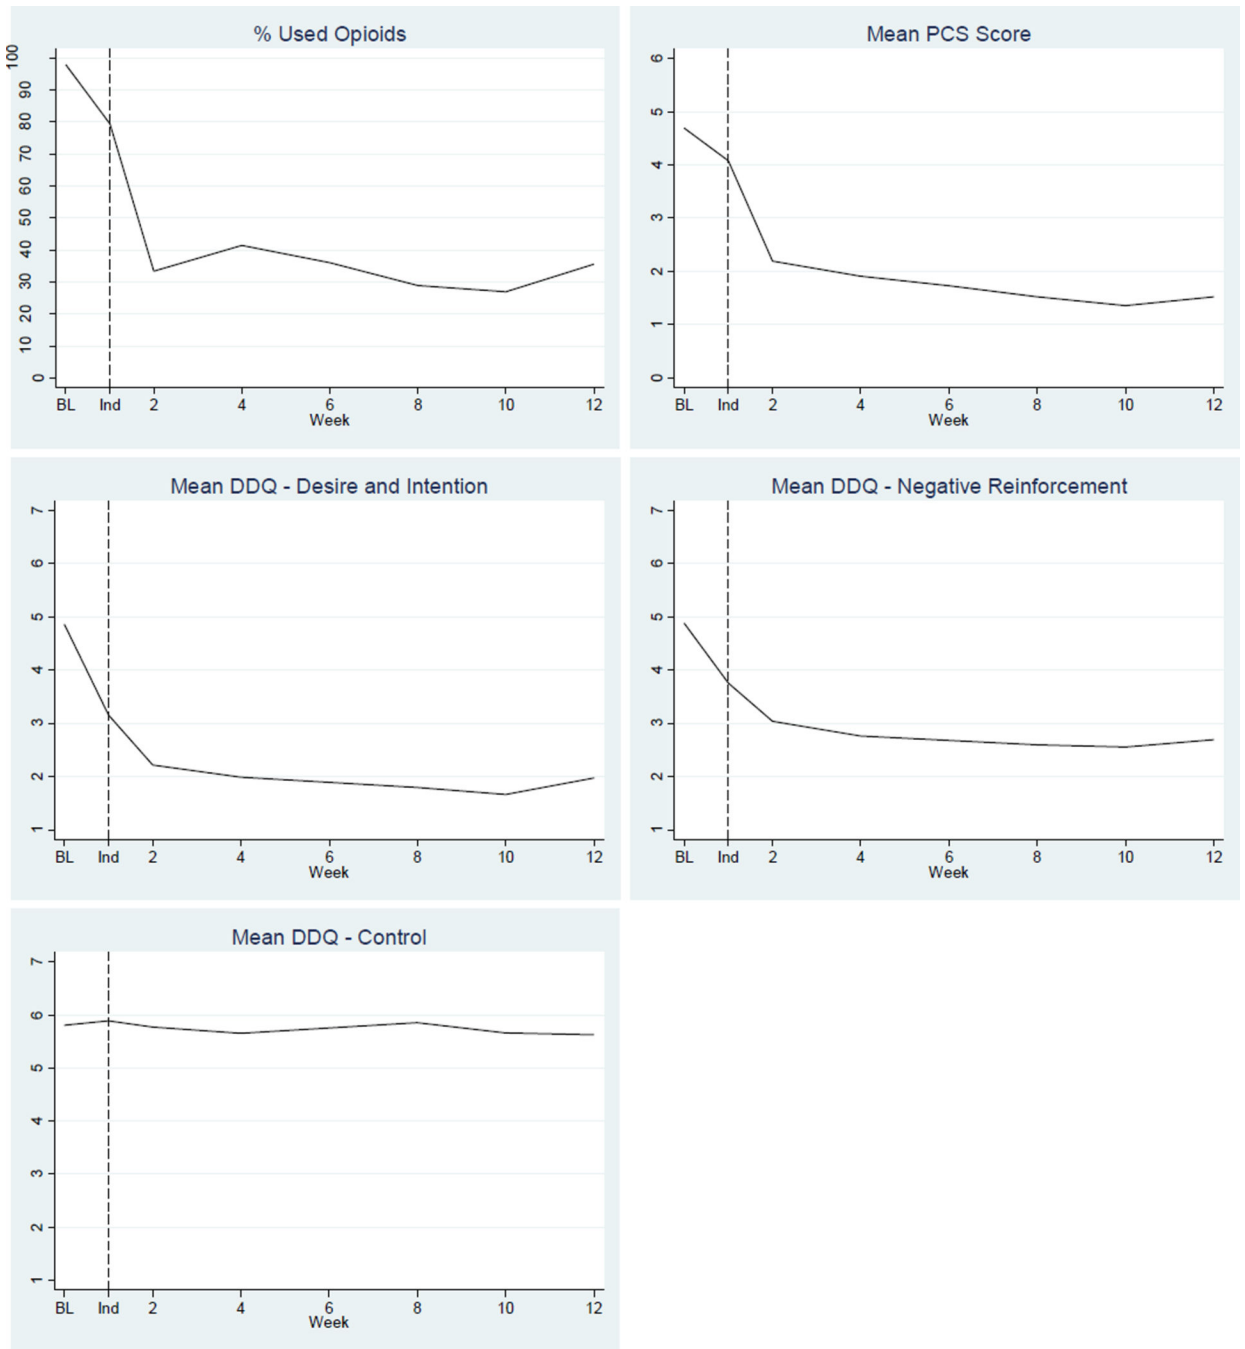 % Used Opioids
100
90
80
70
60
50
40
30
20
10
0
BL Ind 2 4 6 8 10 12
Week
Mean PCS Score
6
5
4
3
2
1
0
BL Ind 2 4 6 8 10 12
Week
Mean DDQ - Desire and Intention
7
6
5
4
3
2
1
BL Ind 2 4 6 8 10 12
Week
Mean DDQ - Negative Reinforcement
7
6
5
4
3
2
1
BL Ind 2 4 6 8 10 12
Week
Mean DDQ - Control
7
6
5
4
3
2
1
BL Ind 2 4 6 8 10 12
Week